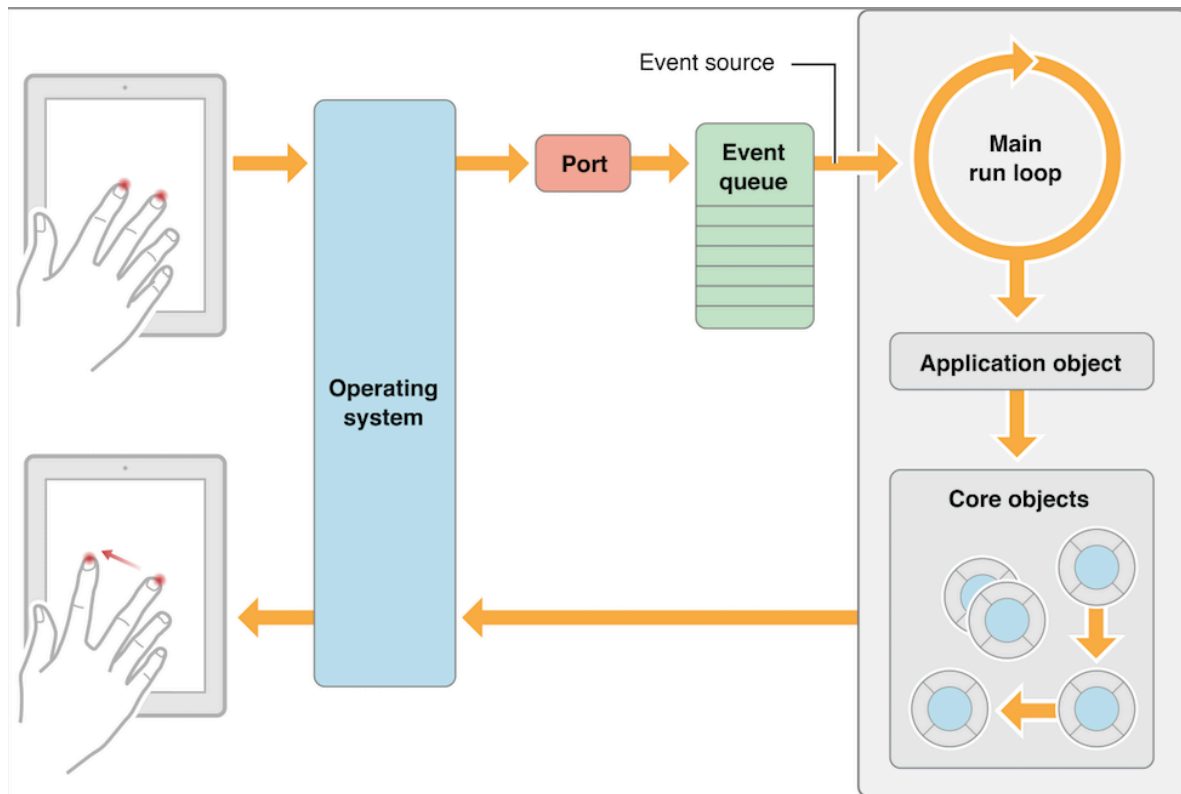 Event source
Port
Event
queue
Main
run loop
Operating
system
Application object
Core objects